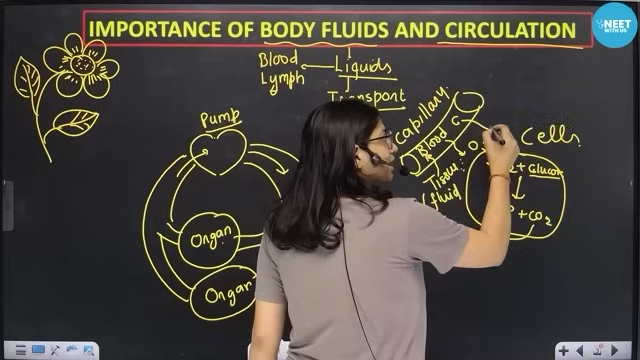 IMPORTANCE OF BODY FLUIDS AND CIRCULATION
NEET
WITH US
Blood
Lymph
Liquids
Transport
Pump
Organ
Organ
Capillary
Blood
Tissue
fluid
Cells
+ Glucose
+ CO2